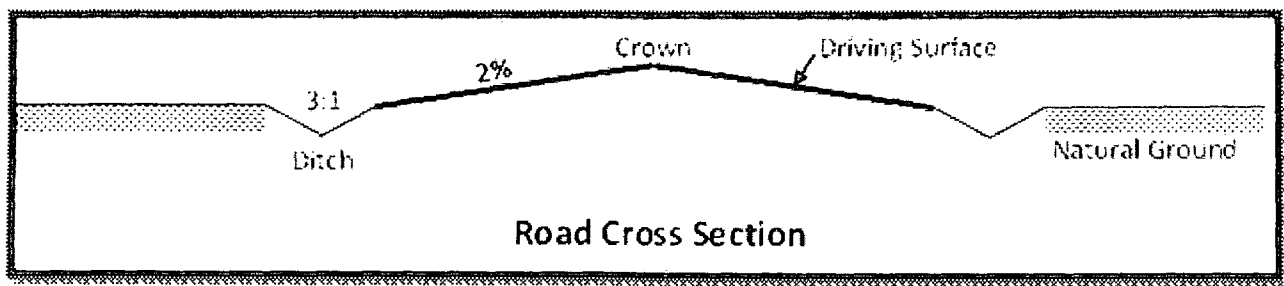 Crown
Driving Surface
2%
3:1
Ditch
Natural Ground
Road Cross Section